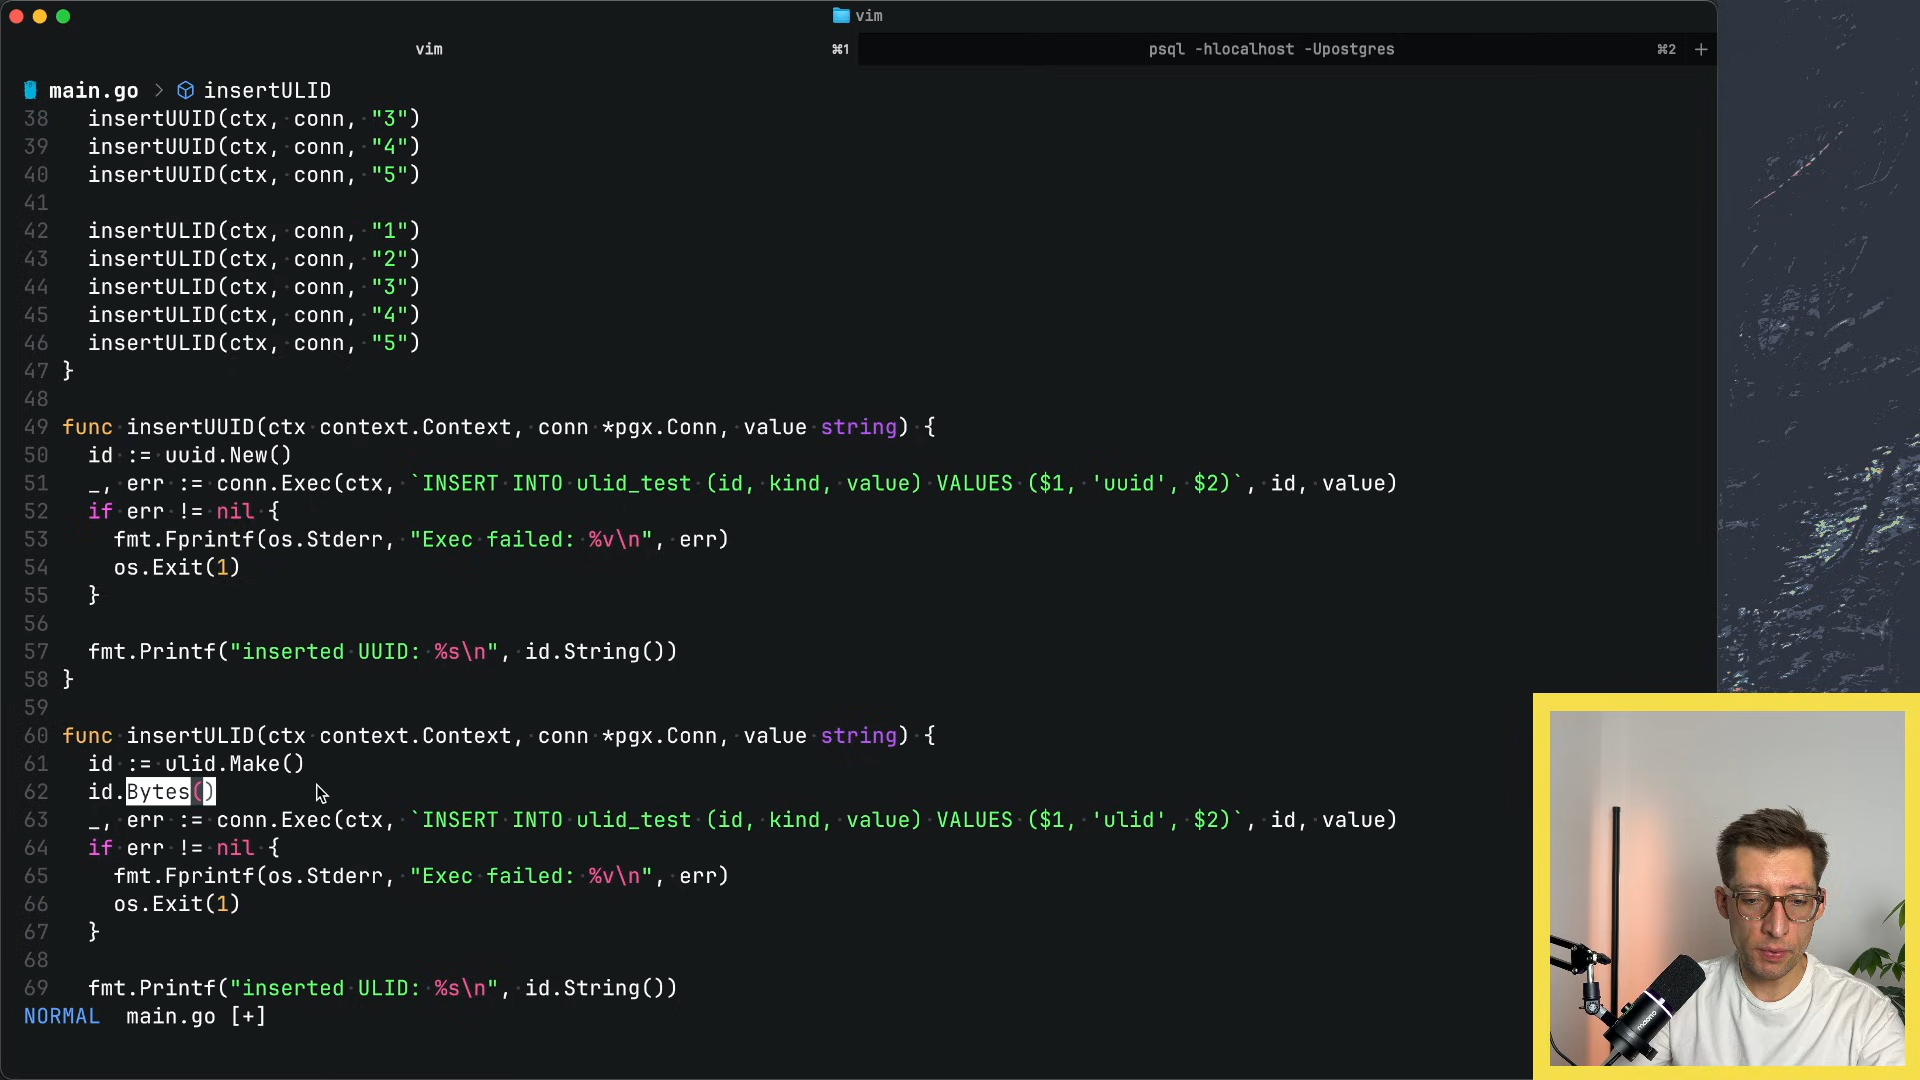 vim
vim ⌘1 psql -hlocalhost -Upostgres ⌘2 +
main.go > insertULID
38 insertUUID(ctx, conn, "3")
39 insertUUID(ctx, conn, "4")
40 insertUUID(ctx, conn, "5")
41
42 insertULID(ctx, conn, "1")
43 insertULID(ctx, conn, "2")
44 insertULID(ctx, conn, "3")
45 insertULID(ctx, conn, "4")
46 insertULID(ctx, conn, "5")
47 }
48
49 func insertUUID(ctx context.Context, conn *pgx.Conn, value string) {
50 id := uuid.New()
51 _, err := conn.Exec(ctx, `INSERT INTO ulid_test (id, kind, value) VALUES ($1, 'uuid', $2)`, id, value)
52 if err != nil {
53 fmt.Fprintf(os.Stderr, "Exec failed: %v\n", err)
54 os.Exit(1)
55 }
56
57 fmt.Printf("inserted UUID: %s\n", id.String())
58 }
59
60 func insertULID(ctx context.Context, conn *pgx.Conn, value string) {
61 id := ulid.Make()
62 id.Bytes()
63 _, err := conn.Exec(ctx, `INSERT INTO ulid_test (id, kind, value) VALUES ($1, 'ulid', $2)`, id, value)
64 if err != nil {
65 fmt.Fprintf(os.Stderr, "Exec failed: %v\n", err)
66 os.Exit(1)
67 }
68
69 fmt.Printf("inserted ULID: %s\n", id.String())
NORMAL main.go [+]